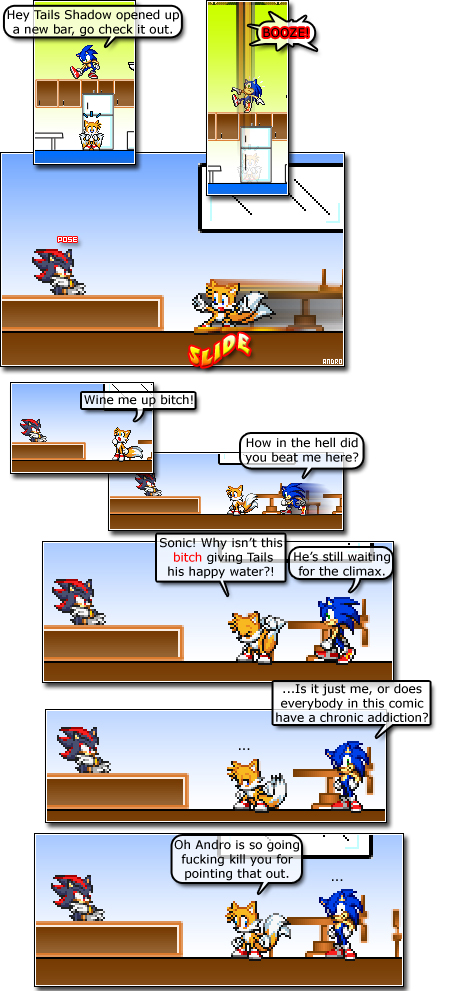 Hey Tails Shadow opened up
a new bar, go check it out.
BOOZE!
POSE
SLIDE
ANDRO
Wine me up bitch!
How in the hell did
you beat me here?
Sonic! Why isn't this
bitch giving Tails
his happy water?!
He's still waiting
for the climax.
...Is it just me, or does
everybody in this comic
have a chronic addiction?
...
Oh Andro is so going
fucking kill you for
pointing that out.
...